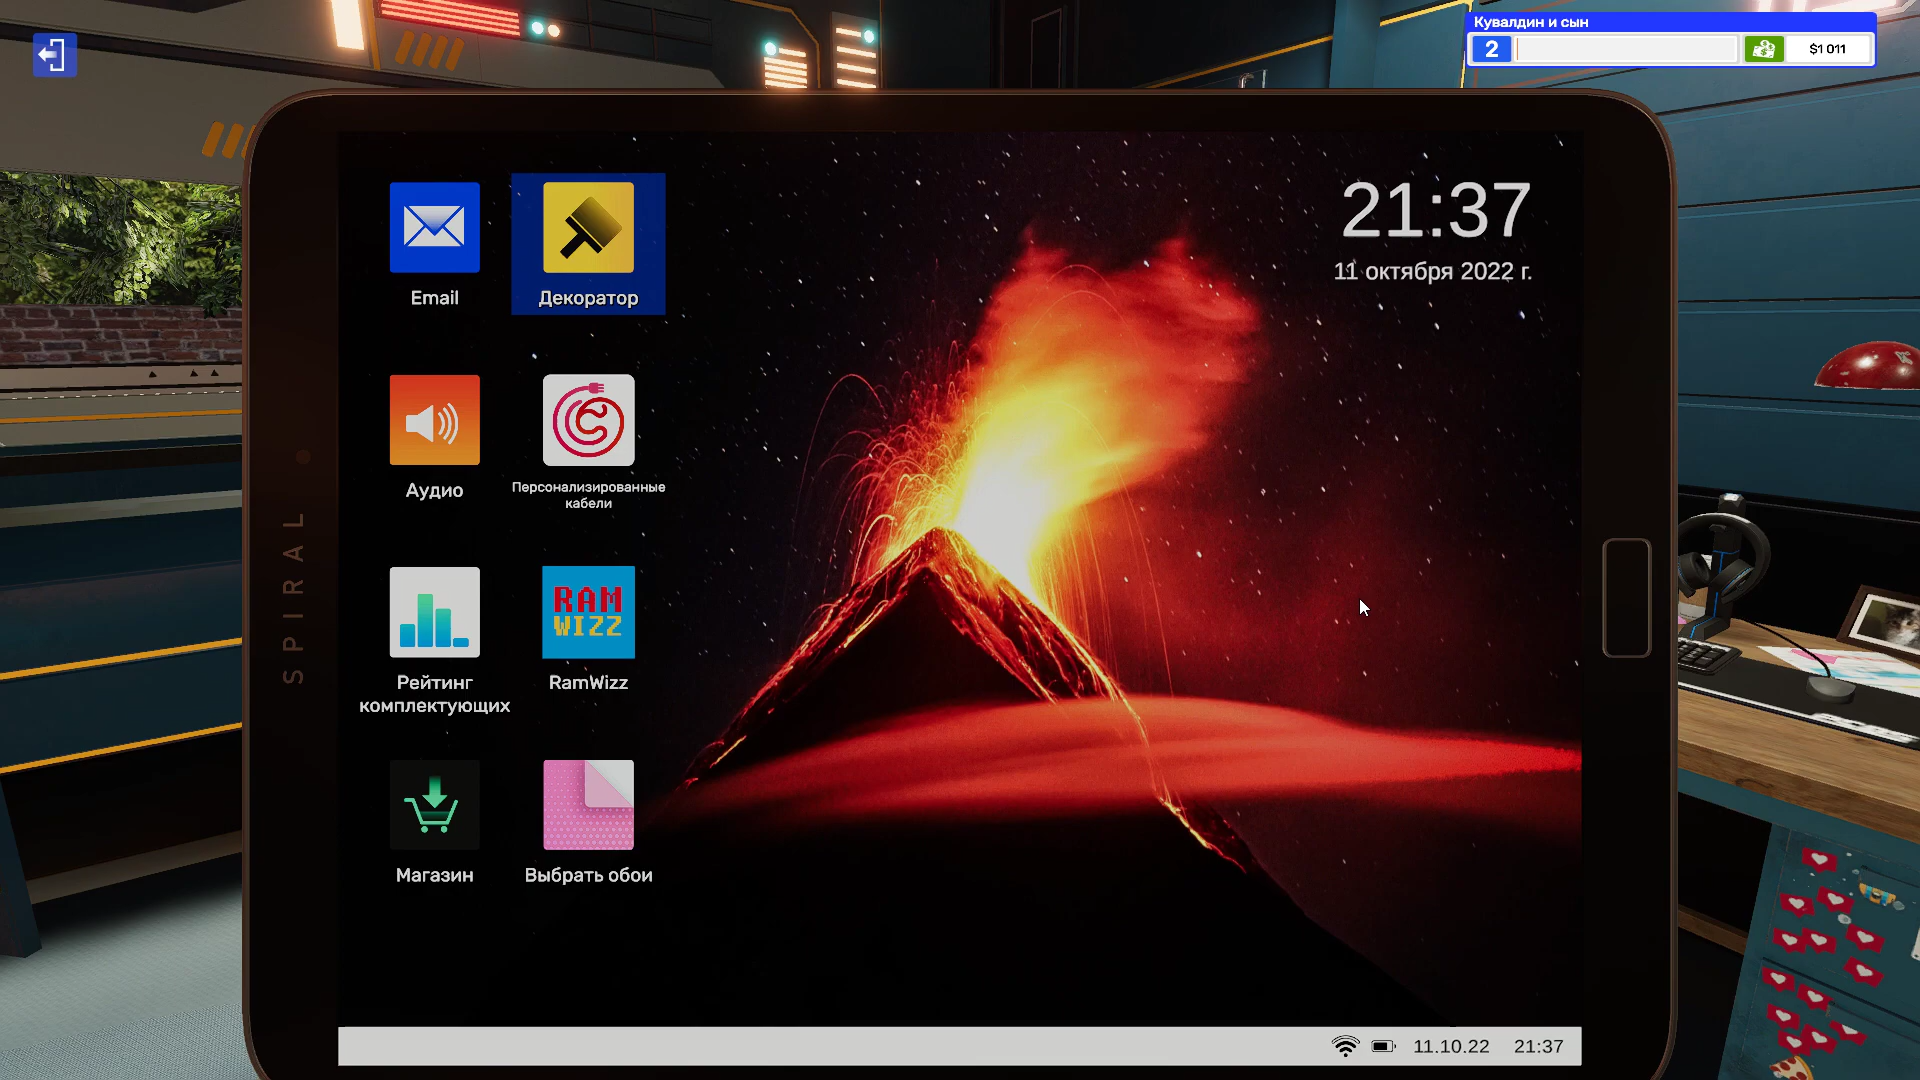 Кувалдин и сын
2
$1 011
21:37
11 октября 2022 г.
Email
Декоратор
Аудио
Персонализированные
кабели
RAM
WIZZ
Рейтинг
комплектующих
RamWizz
Магазин
Выбрать обои
SPIRAL
11.10.22
21:37